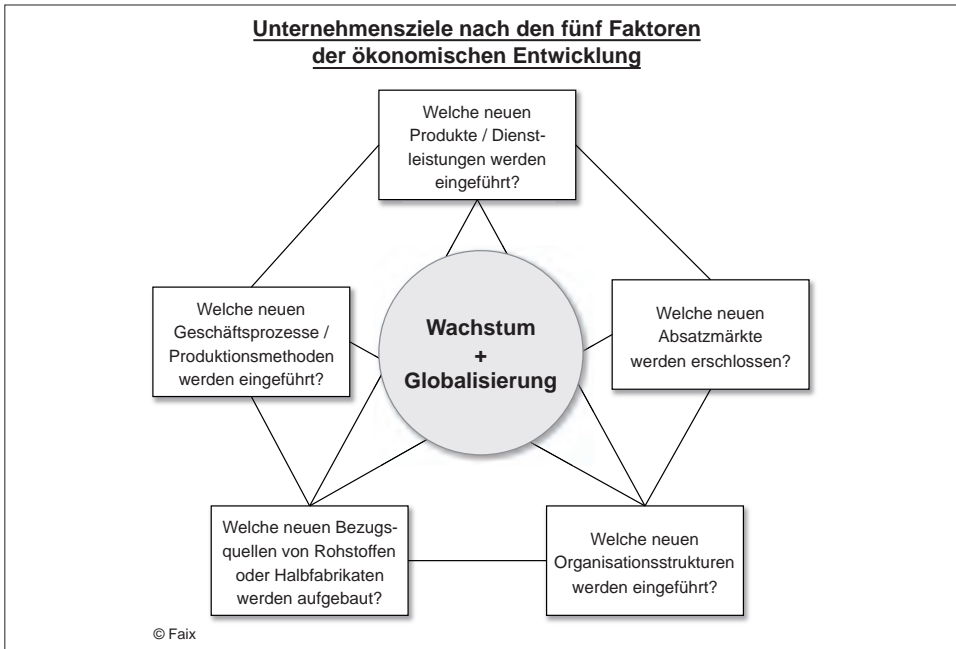 Unternehmensziele nach den fünf Faktoren
der ökonomischen Entwicklung
Welche neuen
Produkte / Dienst-
leistungen werden
eingeführt?
Welche neuen
Geschäftsprozesse /
Produktionsmethoden
werden eingeführt?
Wachstum
+
Globalisierung
Welche neuen
Absatzmärkte
werden erschlossen?
Welche neuen Bezugs-
quellen von Rohstoffen
oder Halbfabrikaten
werden aufgebaut?
Welche neuen
Organisationsstrukturen
werden eingeführt?
© Faix